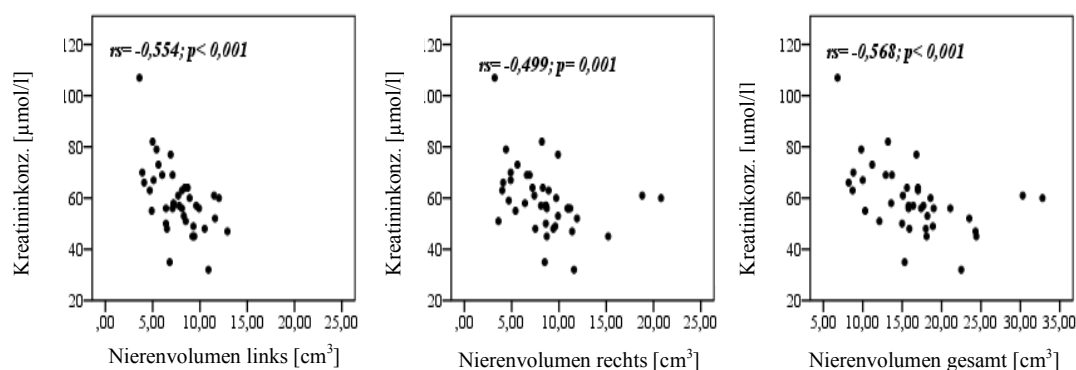 Kreatininkonz. [µmol/l]
120
100
80
60
40
20
rs= -0,554; p< 0,001
,00 5,00 10,00 15,00 20,00 25,00
Nierenvolumen links [cm³]
Kreatininkonz. [µmol/l]
120
100
80
60
40
20
rs= -0,499; p= 0,001
,00 5,00 10,00 15,00 20,00 25,00
Nierenvolumen rechts [cm³]
Kreatinikonz. [umol/l]
120
100
80
60
40
20
rs= -0,568; p< 0,001
5,00 10,00 15,00 20,00 25,00 30,00 35,00
Nierenvolumen gesamt [cm³]